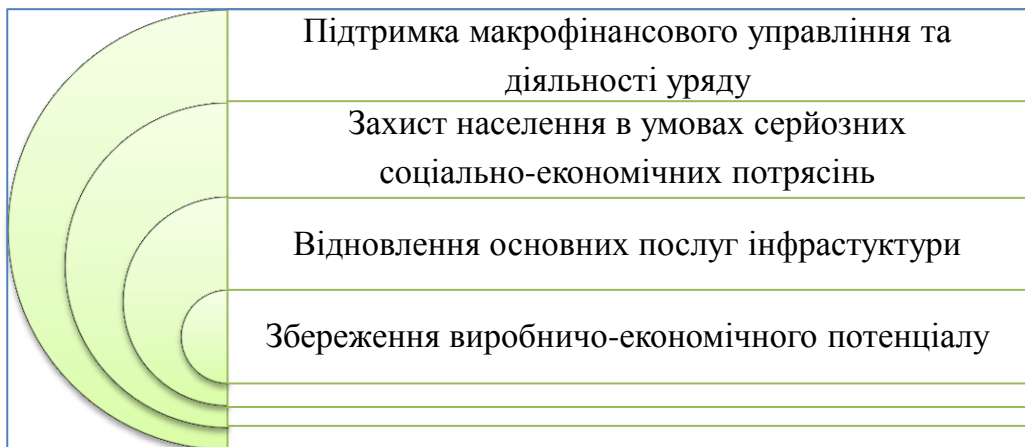 Підтримка макрофінансового управління та
діяльності уряду
Захист населення в умовах серйозних
соціально-економічних потрясінь
Відновлення основних послуг інфрастуктури
Збереження виробничо-економічного потенціалу